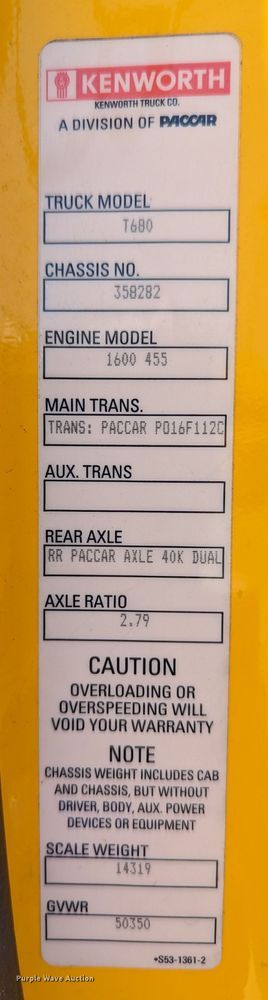 KENWORTH
KENWORTH TRUCK CO.
A DIVISION OF PACCAR
TRUCK MODEL
T680
CHASSIS NO.
358282
ENGINE MODEL
1600 455
MAIN TRANS.
TRANS: PACCAR PO16F112C
AUX. TRANS
REAR AXLE
RR PACCAR AXLE 40K DUAL
AXLE RATIO
2.79
CAUTION
OVERLOADING OR
OVERSPEEDING WILL
VOID YOUR WARRANTY
NOTE
CHASSIS WEIGHT INCLUDES CAB
AND CHASSIS, BUT WITHOUT
DRIVER, BODY, AUX. POWER
DEVICES OR EQUIPMENT
SCALE WEIGHT
14319
GVWR
50350
•S53-1361-2
Purple Wave Auction